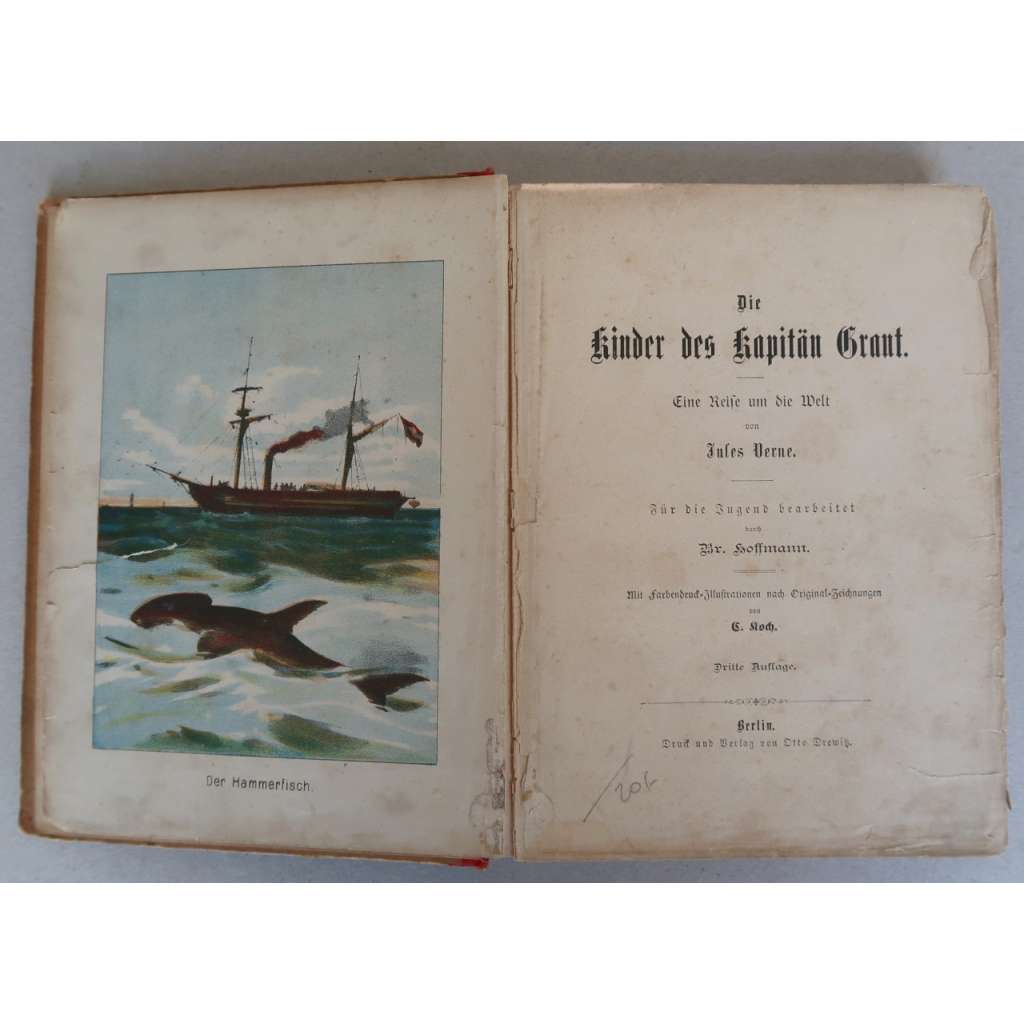 Der Hammerfisch.
Die
Kinder des Kapitän Grant.
Eine Reise um die Welt
von
Jules Verne.
Für die Jugend bearbeitet
durch
Br. Hoffmann.
Mit Farbendruck-Illustrationen nach Original-Zeichnungen
von
C. Koch.
Dritte Auflage.
Berlin.
Druck und Verlag von Otto Drewitz.